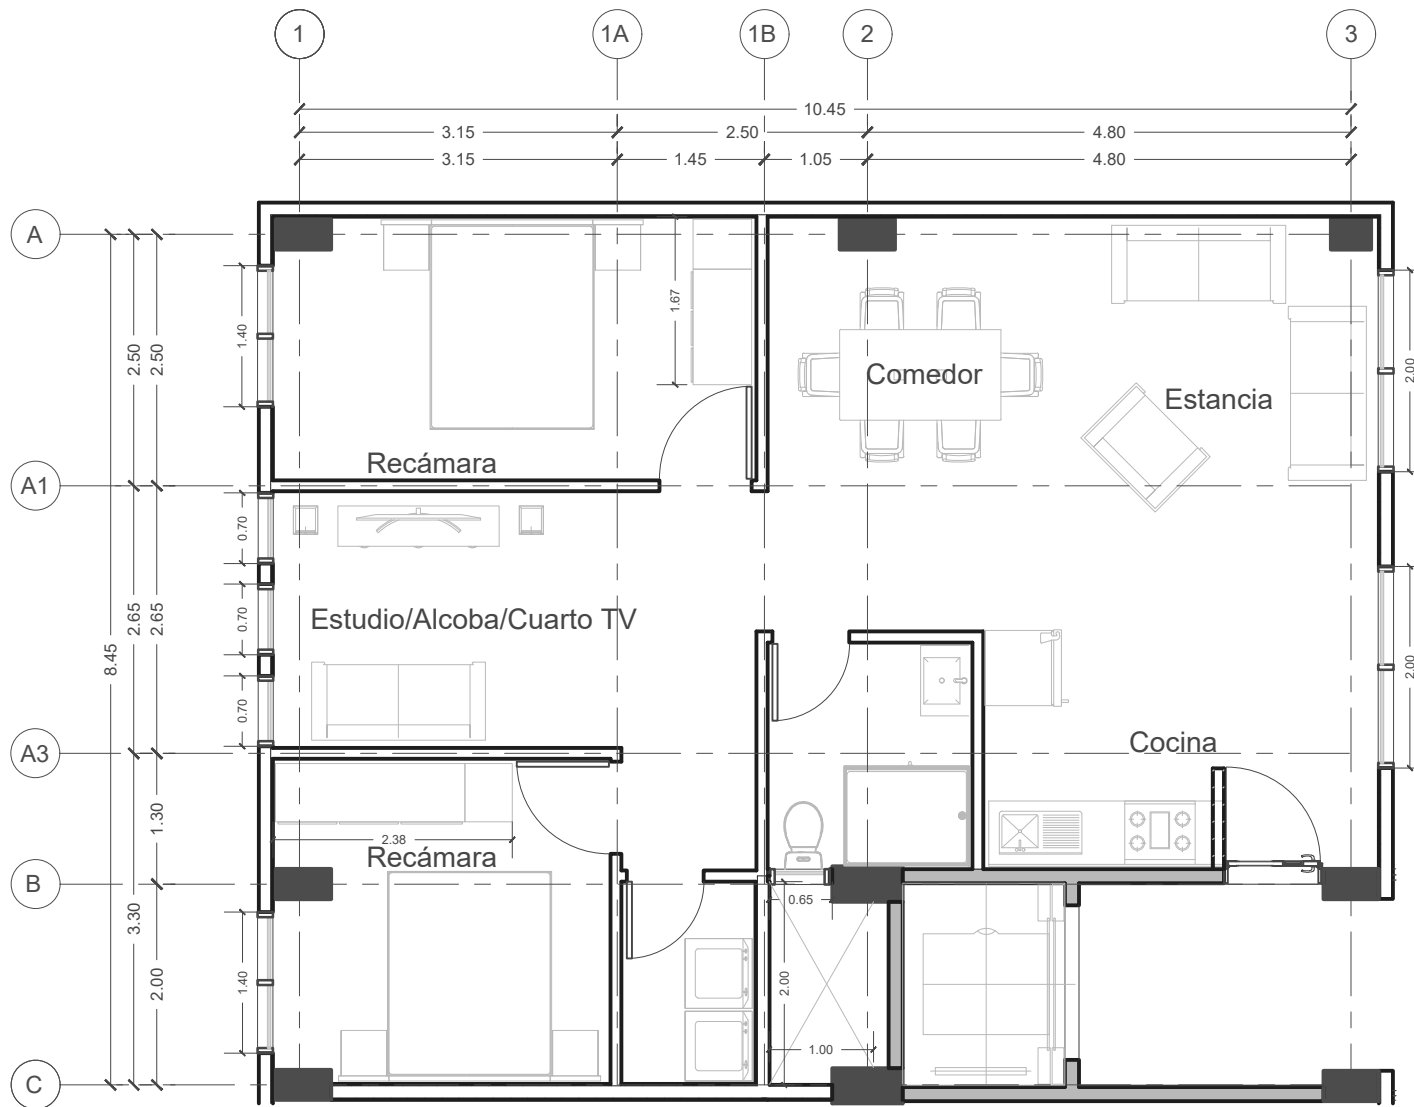 1 1A 1B 2 3
10.45
3.15 2.50 4.80
3.15 1.45 1.05 4.80
A
1.67
1.40
2.50 2.50
2.00
Comedor
Estancia
Recámara
A1
0.70
0.70
0.70
Estudio/Alcoba/Cuarto TV
2.65 2.65
8.45
2.00
A3
Cocina
1.30
2.38
Recámara
B
0.65
3.30
2.00
1.40
2.00
1.00
C